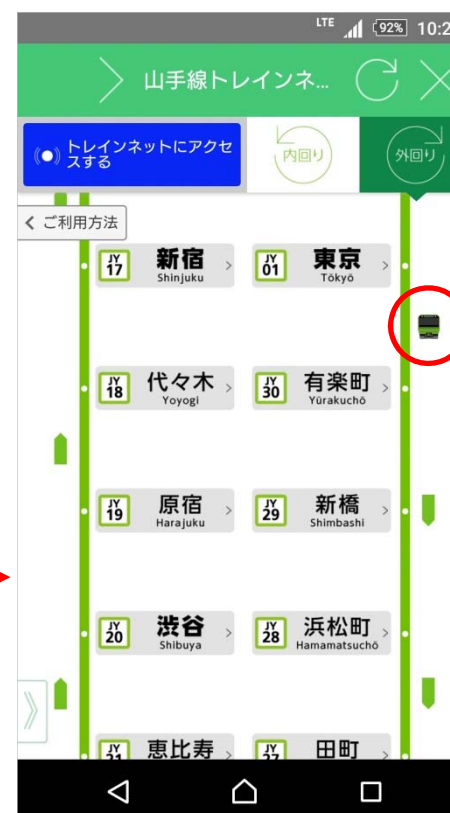 LTE 92% 10:2
山手線トレインネ...
トレインネットにアクセ
スする
内回り
外回り
ご利用方法
JY 17 新宿 Shinjuku
JY 01 東京 Tōkyō
JY 18 代々木 Yoyogi
JY 30 有楽町 Yūrakuchō
JY 19 原宿 Harajuku
JY 29 新橋 Shimbashi
JY 20 渋谷 Shibuya
JY 28 浜松町 Hamamatsuchō
JY 21 恵比寿
JY 27 田町